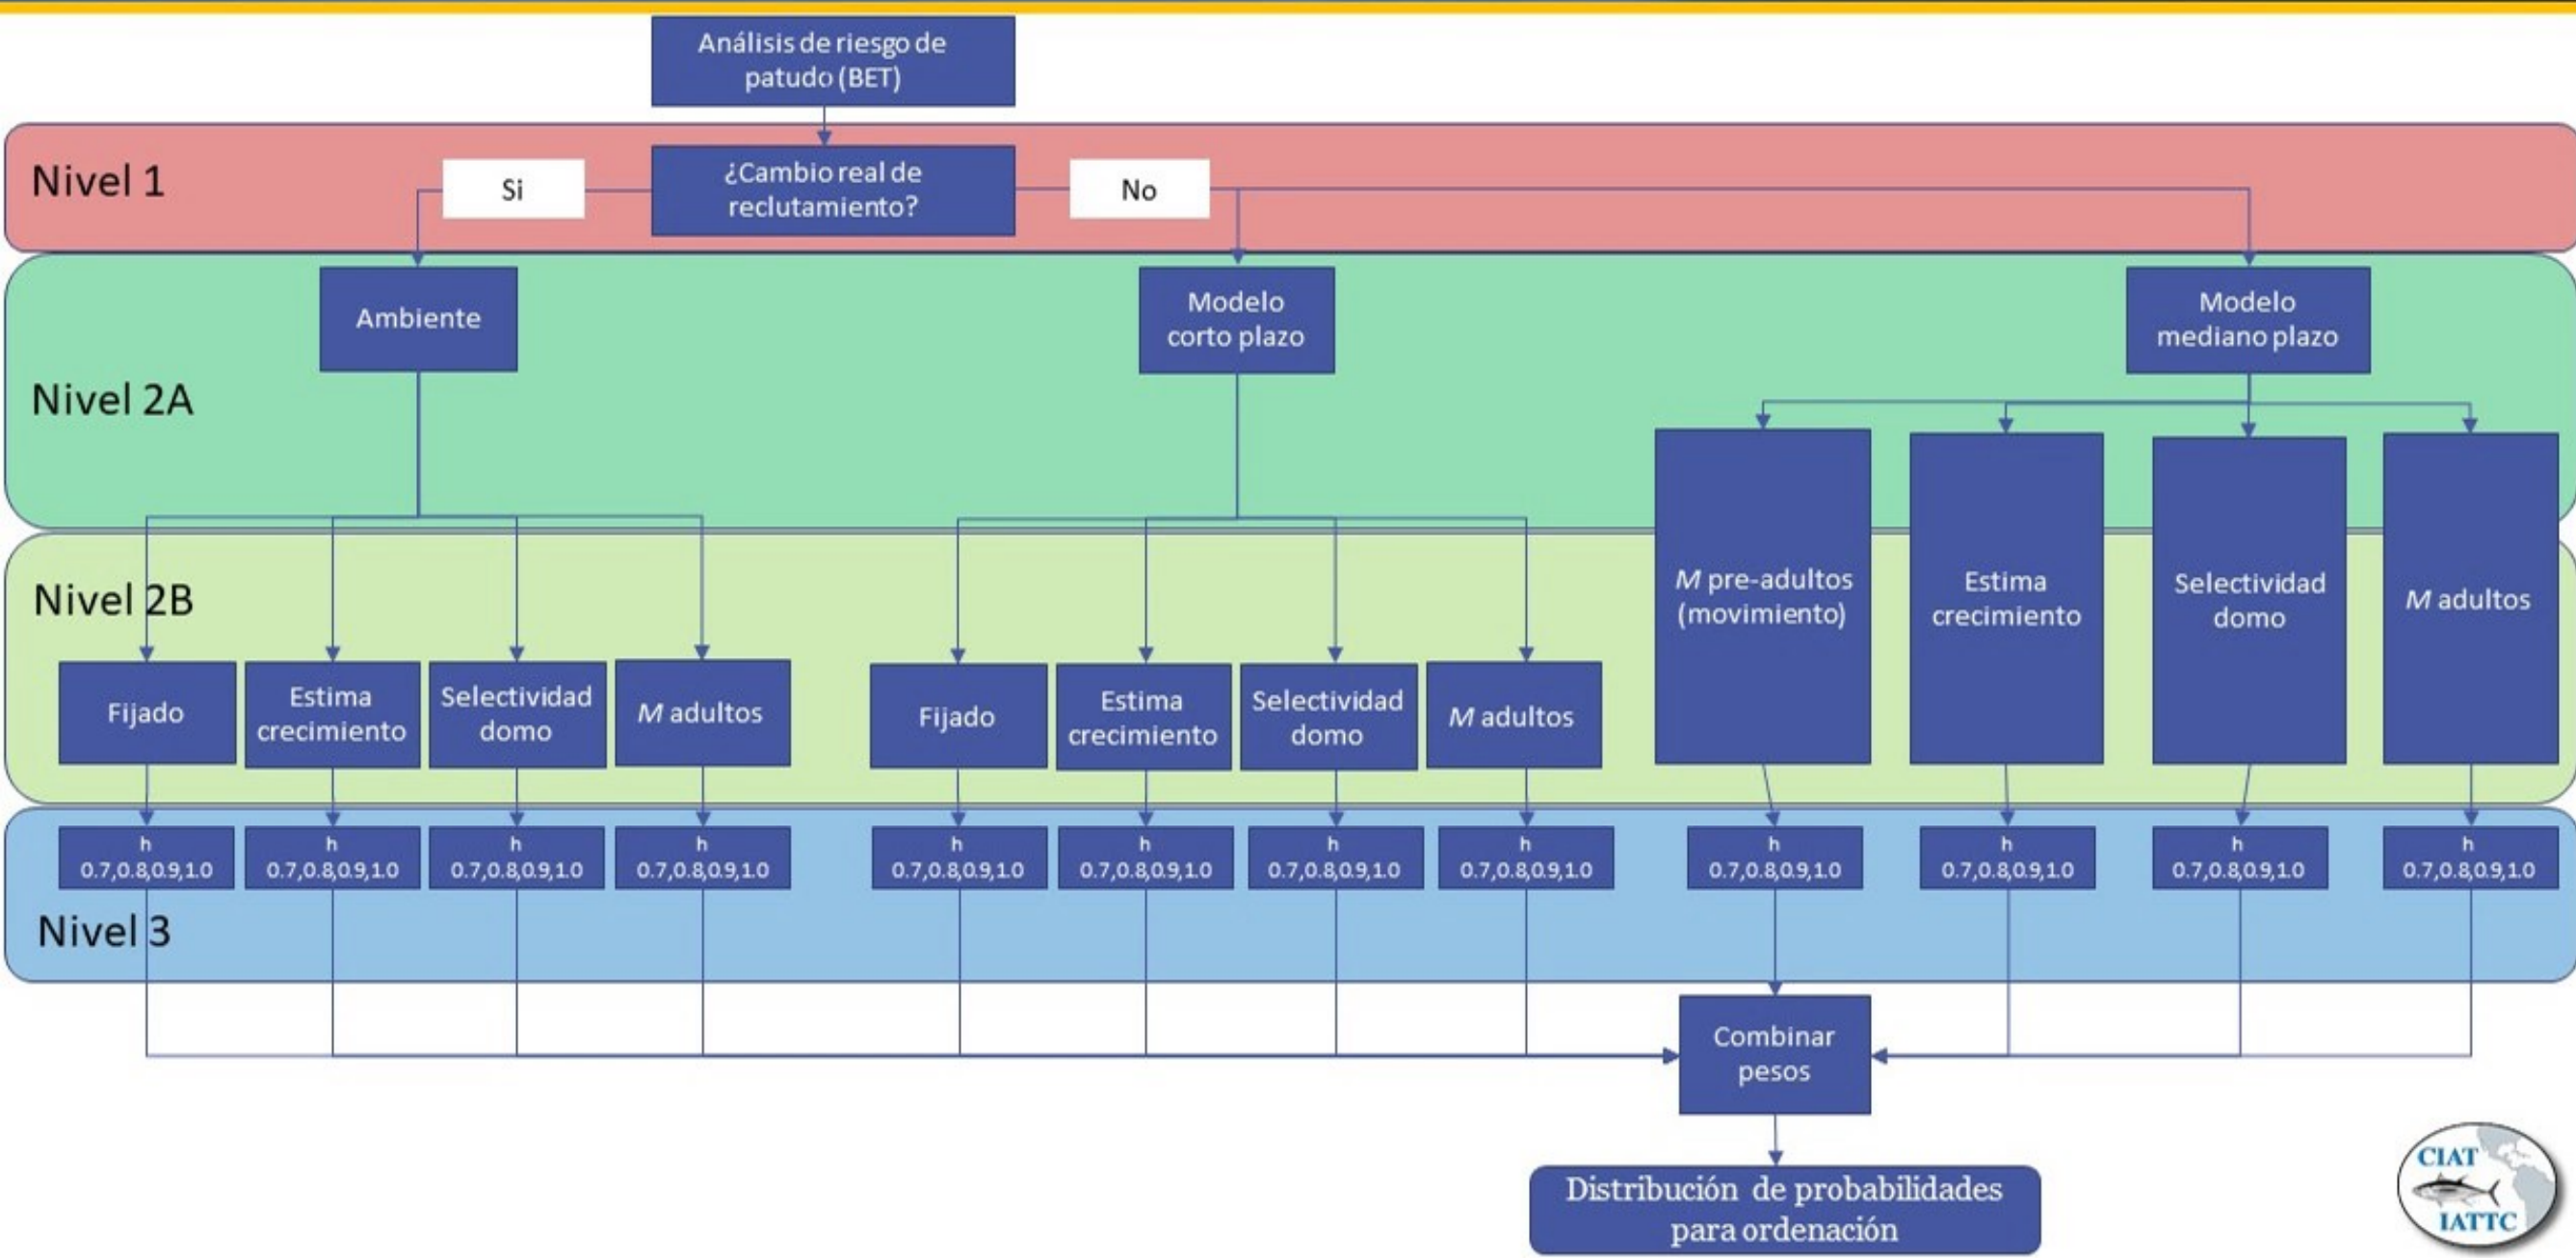 Análisis de riesgo de
patudo (BET)
Nivel 1
Si
¿Cambio real de
reclutamiento?
No
Nivel 2A
Ambiente
Modelo
corto plazo
Modelo
mediano plazo
Nivel 2B
Fijado
Estima
crecimiento
Selectividad
domo
M adultos
Fijado
Estima
crecimiento
Selectividad
domo
M adultos
M pre-adultos
(movimiento)
Estima
crecimiento
Selectividad
domo
M adultos
Nivel 3
h
0.7,0.8,0.9,1.0
h
0.7,0.8,0.9,1.0
h
0.7,0.8,0.9,1.0
h
0.7,0.8,0.9,1.0
h
0.7,0.8,0.9,1.0
h
0.7,0.8,0.9,1.0
h
0.7,0.8,0.9,1.0
h
0.7,0.8,0.9,1.0
h
0.7,0.8,0.9,1.0
h
0.7,0.8,0.9,1.0
h
0.7,0.8,0.9,1.0
h
0.7,0.8,0.9,1.0
Combinar
pesos
Distribución de probabilidades
para ordenación
CIAT
IATTC